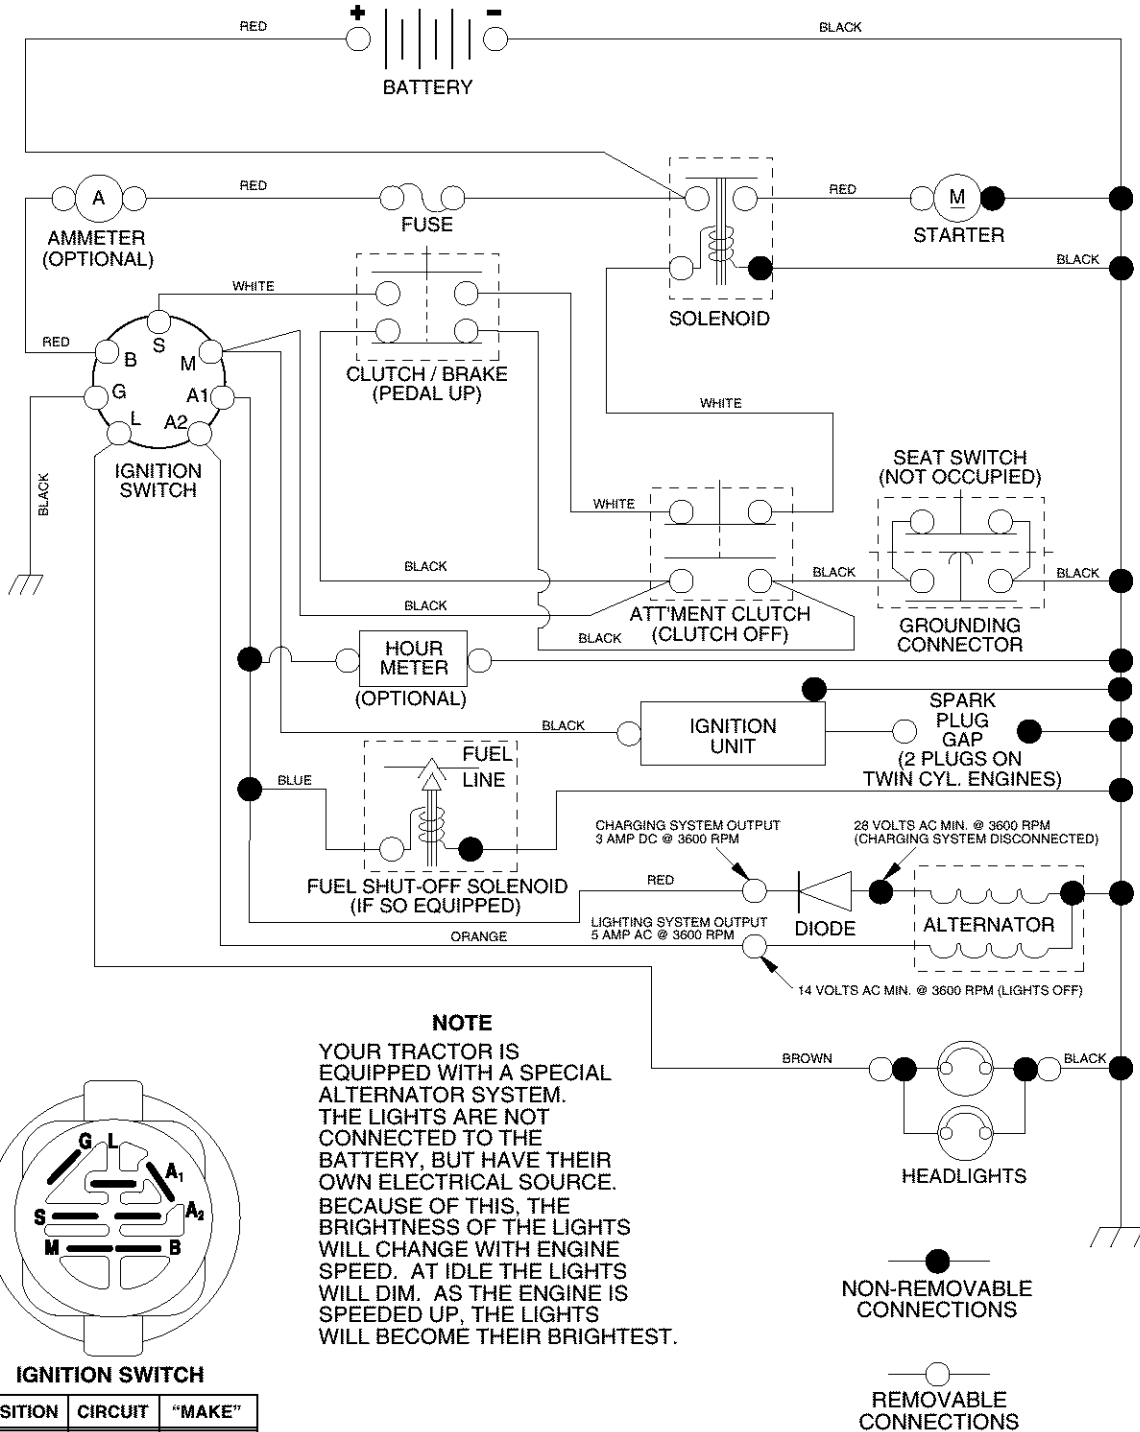 +
-
RED
BLACK
BATTERY
A
RED
RED
M
AMMETER
(OPTIONAL)
FUSE
STARTER
BLACK
SOLENOID
WHITE
S
RED
B
M
G
A1
L
A2
IGNITION
SWITCH
BLACK
CLUTCH / BRAKE
(PEDAL UP)
WHITE
SEAT SWITCH
(NOT OCCUPIED)
WHITE
BLACK
BLACK
BLACK
BLACK
ATT'MENT CLUTCH
(CLUTCH OFF)
BLACK
GROUNDING
CONNECTOR
HOUR
METER
(OPTIONAL)
BLACK
IGNITION
UNIT
SPARK
PLUG
GAP
(2 PLUGS ON
TWIN CYL. ENGINES)
FUEL
LINE
BLUE
FUEL SHUT-OFF SOLENOID
(IF SO EQUIPPED)
CHARGING SYSTEM OUTPUT
3 AMP DC @ 3600 RPM
28 VOLTS AC MIN. @ 3600 RPM
(CHARGING SYSTEM DISCONNECTED)
RED
DIODE
ALTERNATOR
LIGHTING SYSTEM OUTPUT
5 AMP AC @ 3600 RPM
ORANGE
14 VOLTS AC MIN. @ 3600 RPM (LIGHTS OFF)
BROWN
BLACK
HEADLIGHTS
NOTE
YOUR TRACTOR IS
EQUIPPED WITH A SPECIAL
ALTERNATOR SYSTEM.
THE LIGHTS ARE NOT
CONNECTED TO THE
BATTERY, BUT HAVE THEIR
OWN ELECTRICAL SOURCE.
BECAUSE OF THIS, THE
BRIGHTNESS OF THE LIGHTS
WILL CHANGE WITH ENGINE
SPEED. AT IDLE THE LIGHTS
WILL DIM. AS THE ENGINE IS
SPEEDED UP, THE LIGHTS
WILL BECOME THEIR BRIGHTEST.
G L
A1
S
A2
M
B
IGNITION SWITCH
SITION CIRCUIT "MAKE"
NON-REMOVABLE
CONNECTIONS
REMOVABLE
CONNECTIONS